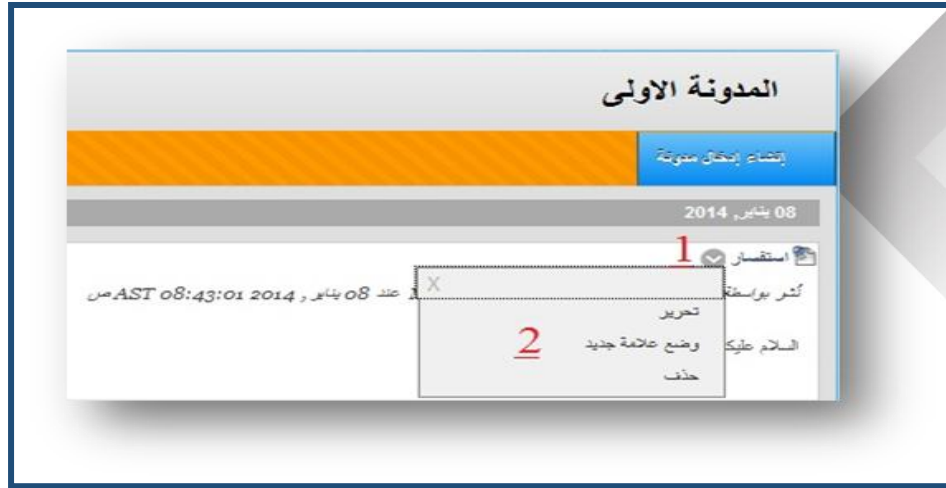 المدونة الاولى
إنشاء إدخال مدونة
08 يناير, 2014
استفسار 1
X
نُشر بواسطة عند 08 يناير , 2014 08:43:01 AST ص
تحرير
السلام عليك
وضع علامة جديد 2
حذف